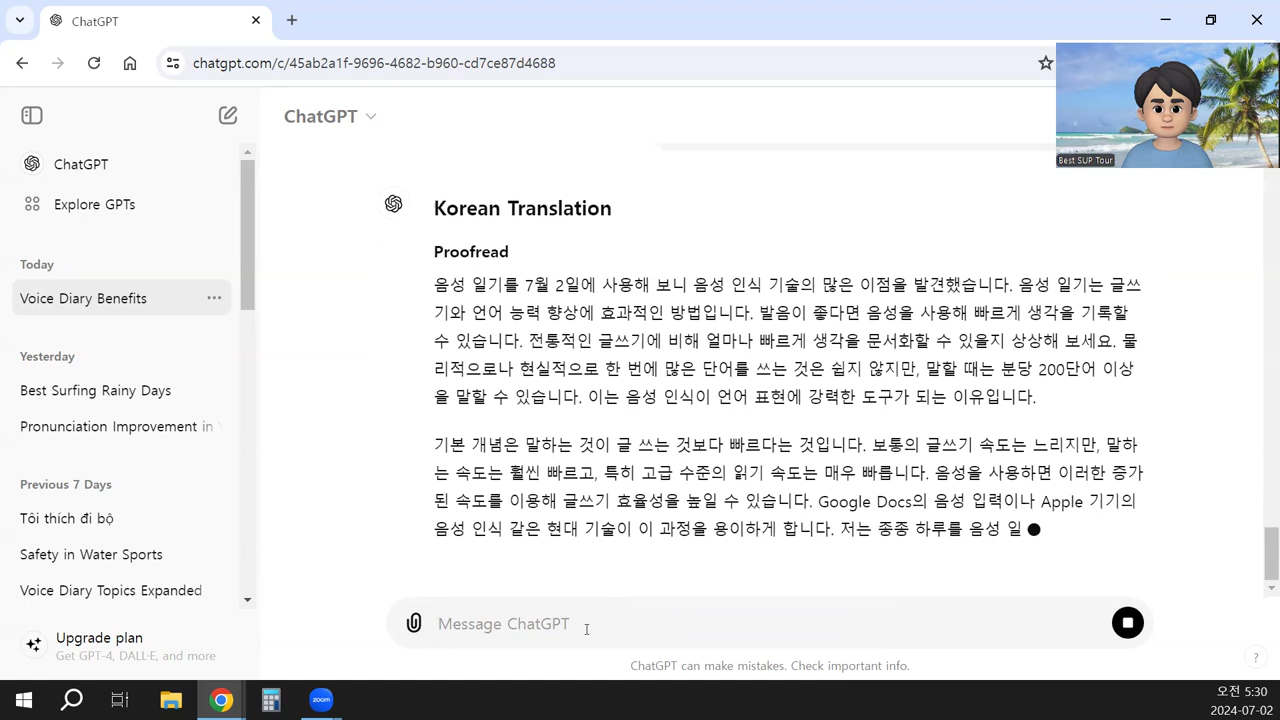 ChatGPT
chatgpt.com/c/45ab2a1f-9696-4682-b960-cd7ce87d4688
Best SUP Tour
ChatGPT
ChatGPT
Explore GPTs
Today
Voice Diary Benefits
Yesterday
Best Surfing Rainy Days
Pronunciation Improvement in
Previous 7 Days
Tôi thích đi bộ
Safety in Water Sports
Voice Diary Topics Expanded
Upgrade plan
Get GPT-4, DALL·E, and more
Korean Translation
Proofread
음성 일기를 7월 2일에 사용해 보니 음성 인식 기술의 많은 이점을 발견했습니다. 음성 일기는 글쓰
기와 언어 능력 향상에 효과적인 방법입니다. 발음이 좋다면 음성을 사용해 빠르게 생각을 기록할
수 있습니다. 전통적인 글쓰기에 비해 얼마나 빠르게 생각을 문서화할 수 있을지 상상해 보세요. 물
리적으로나 현실적으로 한 번에 많은 단어를 쓰는 것은 쉽지 않지만, 말할 때는 분당 200단어 이상
을 말할 수 있습니다. 이는 음성 인식이 언어 표현에 강력한 도구가 되는 이유입니다.
기본 개념은 말하는 것이 글 쓰는 것보다 빠르다는 것입니다. 보통의 글쓰기 속도는 느리지만, 말하
는 속도는 훨씬 빠르고, 특히 고급 수준의 읽기 속도는 매우 빠릅니다. 음성을 사용하면 이러한 증가
된 속도를 이용해 글쓰기 효율성을 높일 수 있습니다. Google Docs의 음성 입력이나 Apple 기기의
음성 인식 같은 현대 기술이 이 과정을 용이하게 합니다. 저는 종종 하루를 음성 일
Message ChatGPT
ChatGPT can make mistakes. Check important info.
?
zoom
오전 5:30
2024-07-02